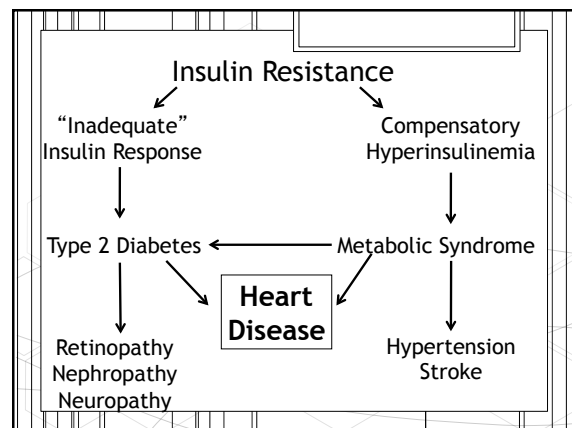 Insulin Resistance
“Inadequate”
Insulin Response
Compensatory
Hyperinsulinemia
Type 2 Diabetes
Metabolic Syndrome
Heart
Disease
Retinopathy
Nephropathy
Neuropathy
Hypertension
Stroke